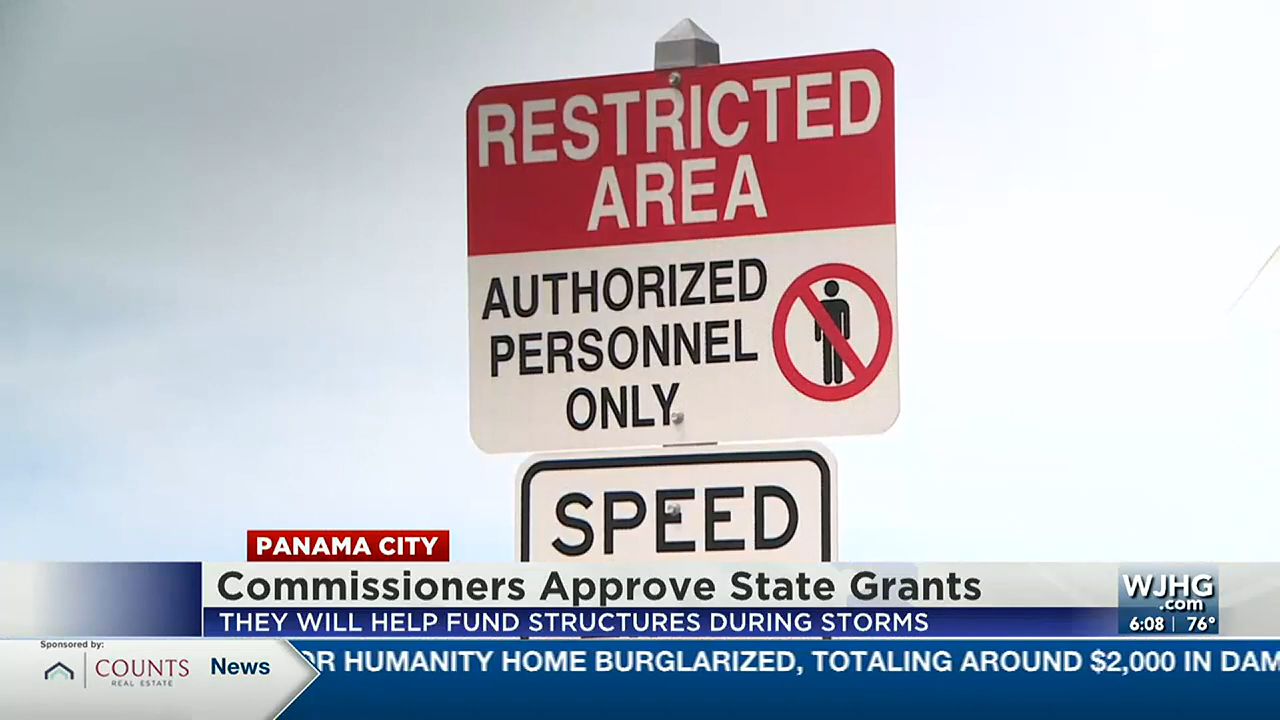 RESTRICTED
AREA
AUTHORIZED
PERSONNEL
ONLY
SPEED
PANAMA CITY
Commissioners Approve State Grants
THEY WILL HELP FUND STRUCTURES DURING STORMS
WJHG
.com
6:08 | 76°
Sponsored by:
COUNTS
REAL ESTATE
News
OR HUMANITY HOME BURGLARIZED, TOTALING AROUND $2,000 IN DAM